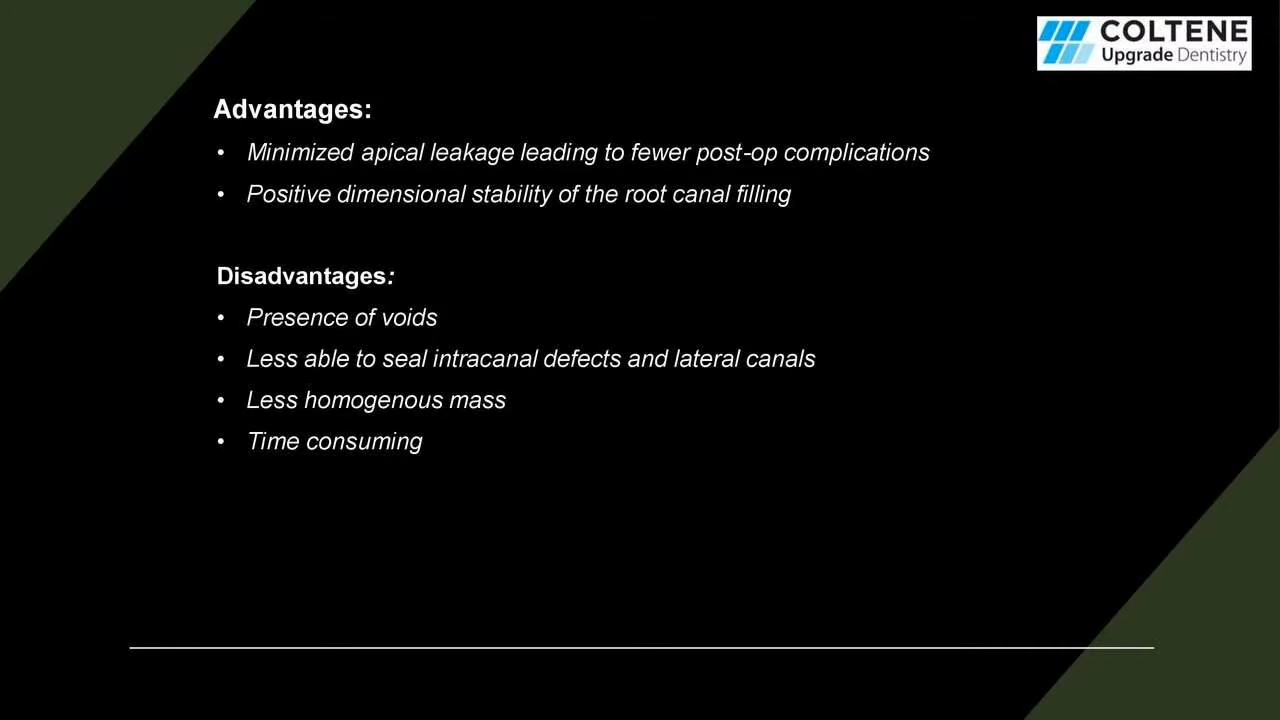 COLTENE
Upgrade Dentistry
Advantages:
• Minimized apical leakage leading to fewer post-op complications
• Positive dimensional stability of the root canal filling
Disadvantages:
• Presence of voids
• Less able to seal intracanal defects and lateral canals
• Less homogenous mass
• Time consuming